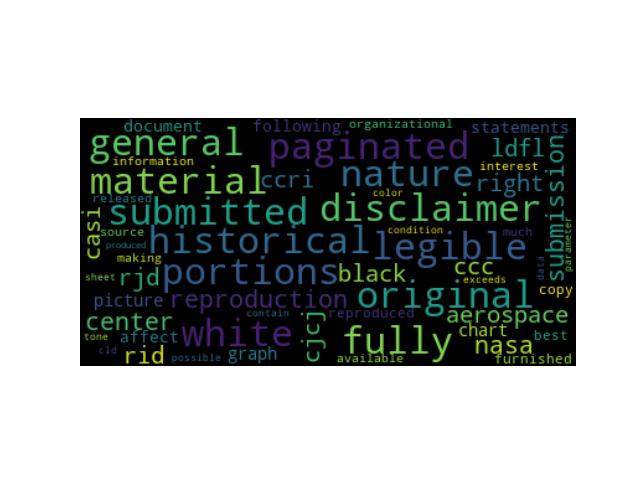 document following organizational statements
general paginated ldfl
information
material ccri nature interest right submission
released submitted color disclaimer
casi source historical condition legible much parameter
produced
making portions black ccc data
sheet rjd exceeds
picture reproduction original copy
center contain reproduced aerospace
tone affect white cjcj fully chart best
cld rid possible graph available nasa furnished